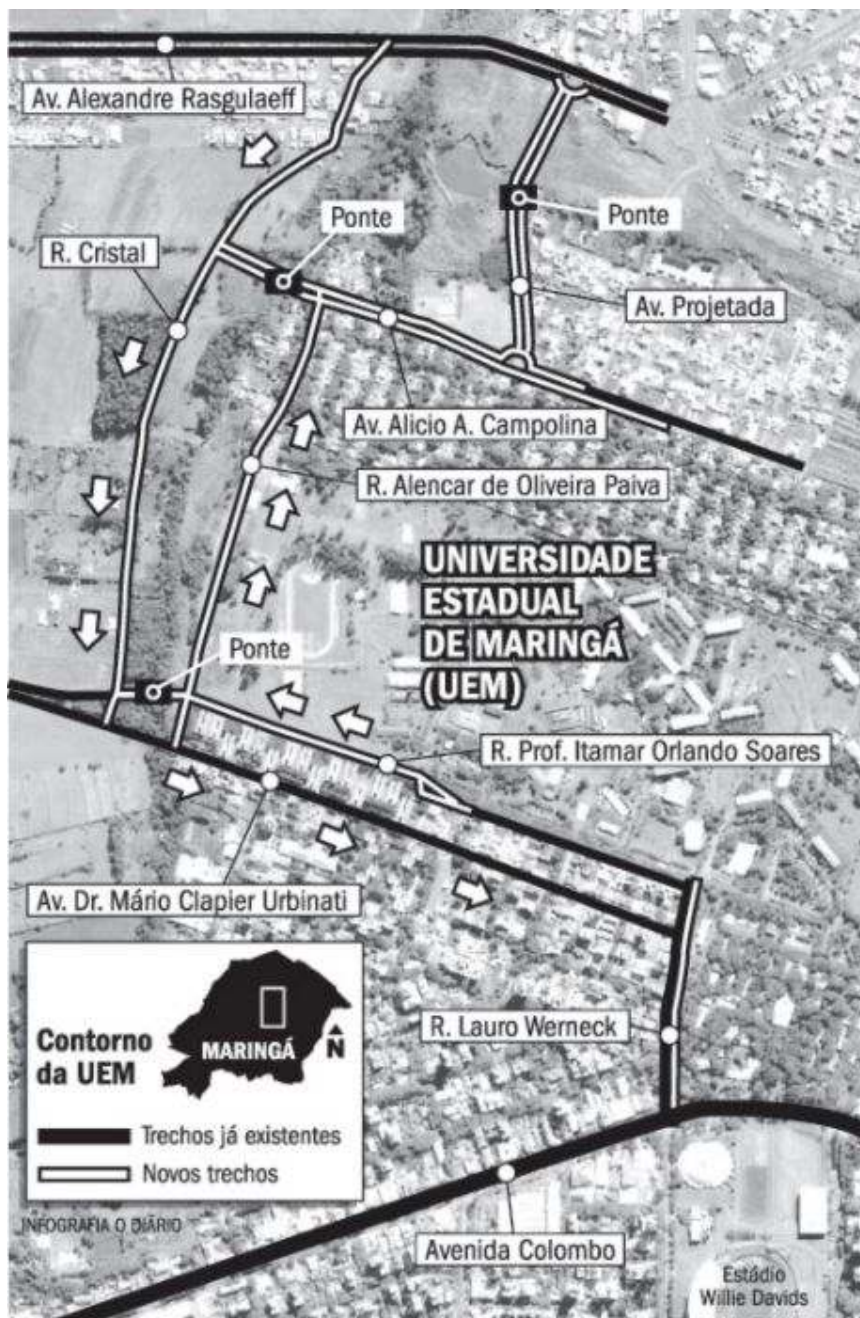 Av. Alexandre Rasgulaeff
Ponte
Ponte
R. Cristal
Av. Projetada
Av. Alicio A. Campolina
R. Alencar de Oliveira Paiva
UNIVERSIDADE
ESTADUAL
DE MARINGÁ
(UEM)
Ponte
R. Prof. Itamar Orlando Soares
Av. Dr. Mário Clapier Urbinati
R. Lauro Werneck
Contorno
da UEM
MARINGÁ
N
Trechos já existentes
Novos trechos
INFOGRAFIA O DIÁRIO
Avenida Colombo
Estádio
Willie Davids